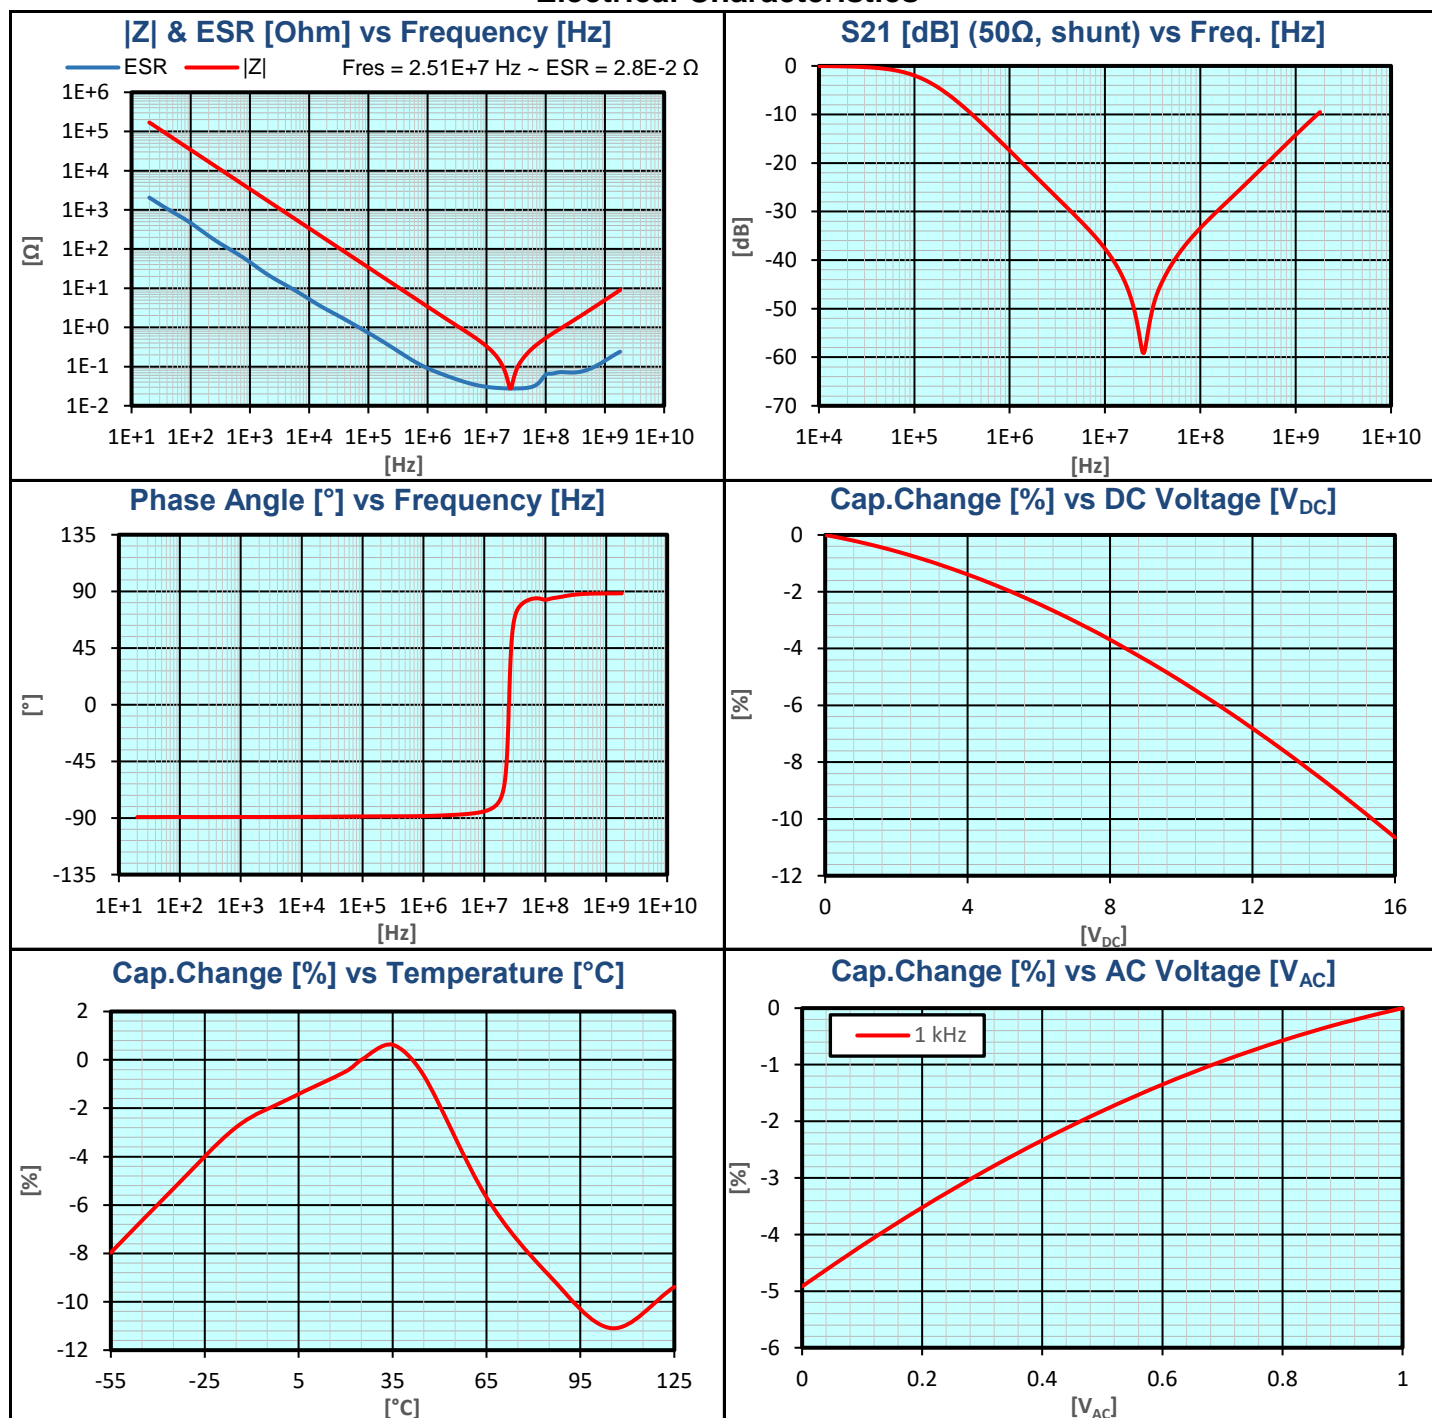 Electrical Characteristics
|Z| & ESR [Ohm] vs Frequency [Hz]
ESR |Z| Fres = 2.51E+7 Hz ~ ESR = 2.8E-2 Ω
1E+6
1E+5
1E+4
1E+3
1E+2
1E+1
1E+0
1E-1
1E-2
[Ω]
1E+1 1E+2 1E+3 1E+4 1E+5 1E+6 1E+7 1E+8 1E+9 1E+10
[Hz]
S21 [dB] (50Ω, shunt) vs Freq. [Hz]
0
-10
-20
-30
-40
-50
-60
-70
[dB]
1E+4 1E+5 1E+6 1E+7 1E+8 1E+9 1E+10
[Hz]
Phase Angle [°] vs Frequency [Hz]
135
90
45
0
-45
-90
-135
[°]
1E+1 1E+2 1E+3 1E+4 1E+5 1E+6 1E+7 1E+8 1E+9 1E+10
[Hz]
Cap.Change [%] vs DC Voltage [VDC]
0
-2
-4
-6
-8
-10
-12
[%]
0 4 8 12 16
[VDC]
Cap.Change [%] vs Temperature [°C]
2
0
-2
-4
-6
-8
-10
-12
[%]
-55 -25 5 35 65 95 125
[°C]
Cap.Change [%] vs AC Voltage [VAC]
1 kHz
0
-1
-2
-3
-4
-5
-6
[%]
0 0.2 0.4 0.6 0.8 1
[VAC]